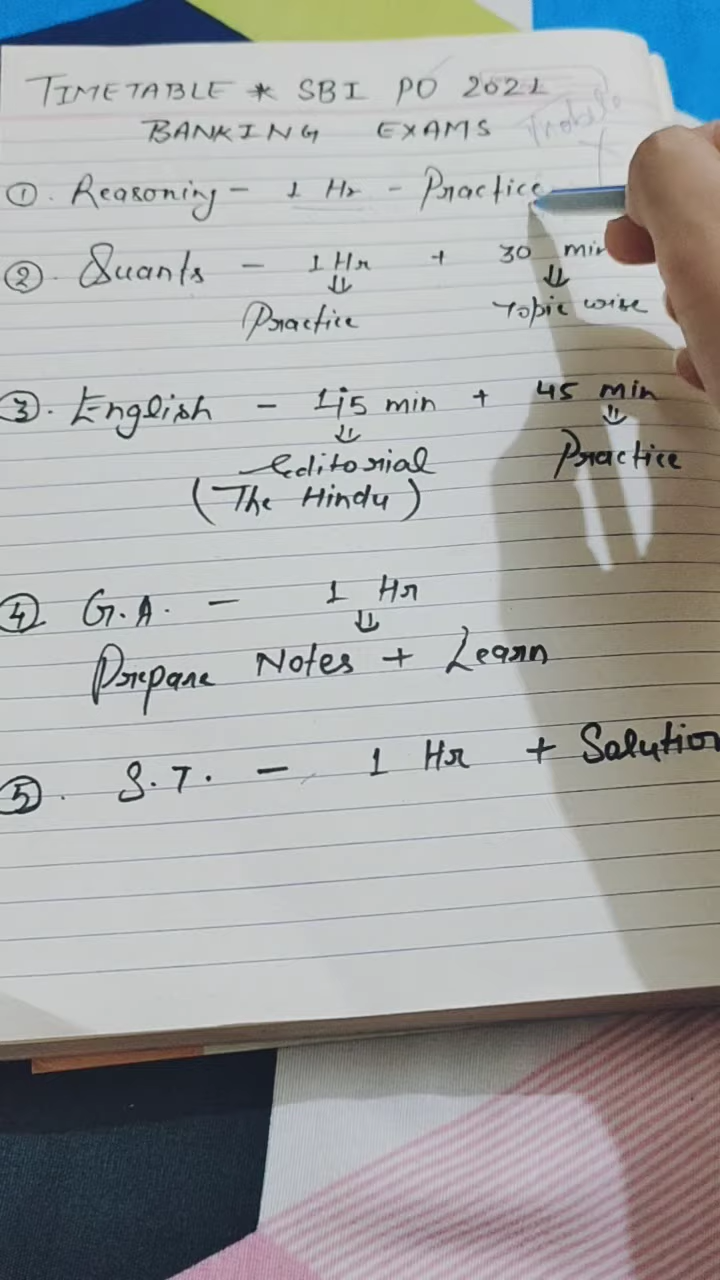 TIMETABLE * SBI PO 2021
BANKING EXAMS
① Reasoning - 1 Hr - Practice
② Quants - 1 Hr + 30 min
⇓ ⇓
Practice Topic wise
③ English - 15 min + 45 min
⇓ ⇓
Editorial Practice
(The Hindu)
④ G.A. - 1 Hr
⇓
Prepare Notes + Learn
⑤ S.T. - 1 Hr + Solution